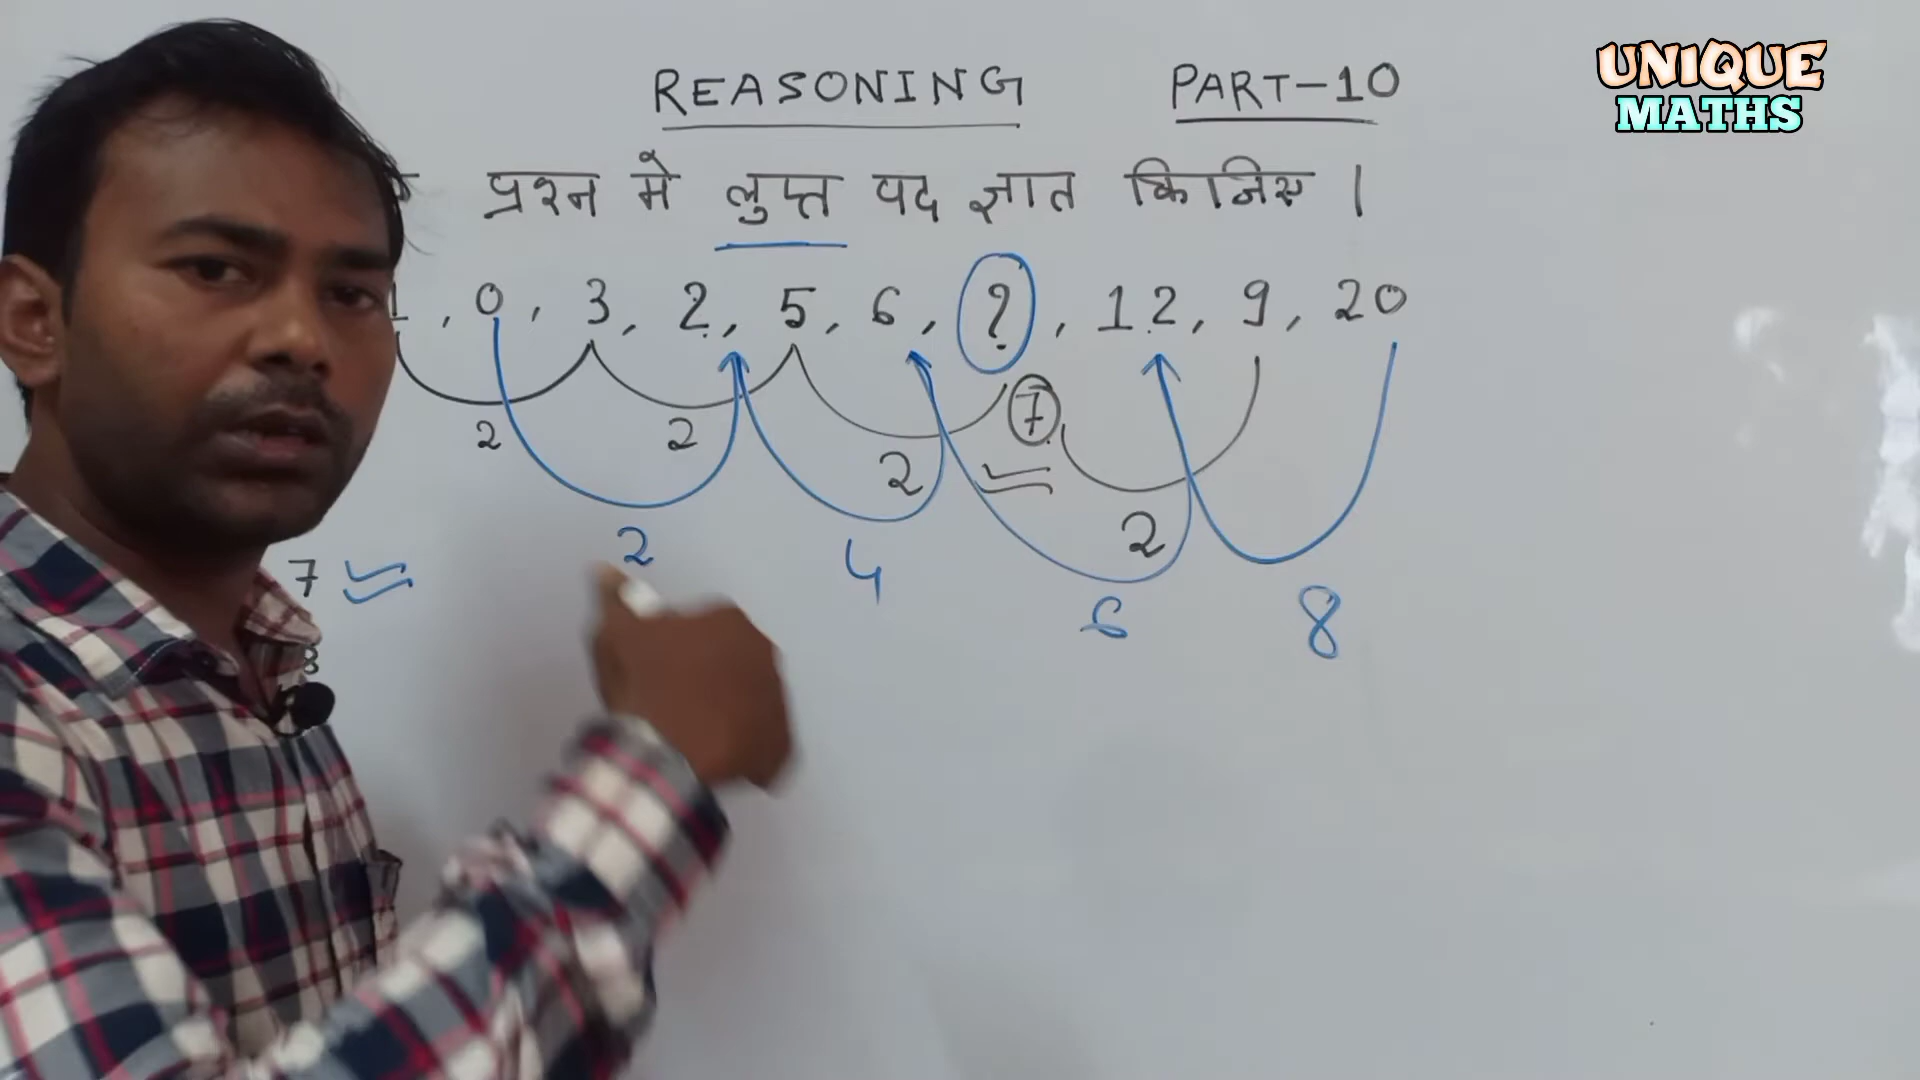 REASONING PART-10
UNIQUE
MATHS
प्रश्न मे लुप्त पद ज्ञात किजिए ।
1, 0, 3, 2, 5, 6, ?, 12, 9, 20
7
2 2 2 2
7 2 4 6 8
8